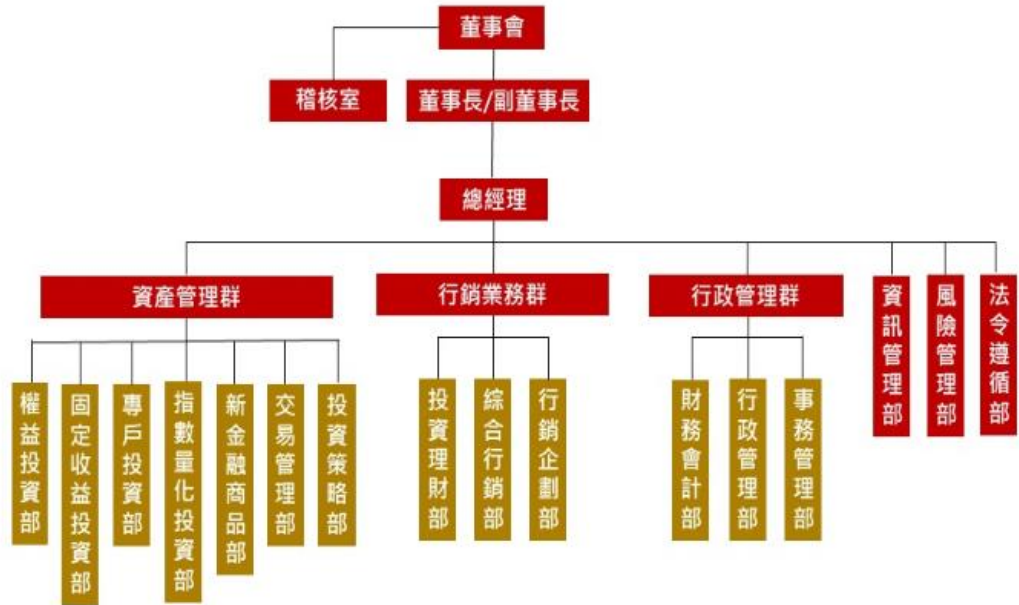 董事會
稽核室
董事長/副董事長
總經理
資產管理群
行銷業務群
行政管理群
資訊管理部
風險管理部
法令遵循部
權益投資部
固定收益投資部
專戶投資部
指數量化投資部
新金融商品部
交易管理部
投資策略部
投資理財部
綜合行銷部
行銷企劃部
財務會計部
行政管理部
事務管理部